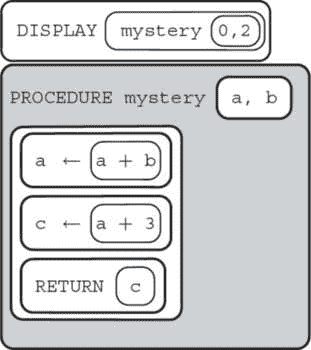 DISPLAY mystery 0,2
PROCEDURE mystery a, b
a ← a + b
c ← a + 3
RETURN c